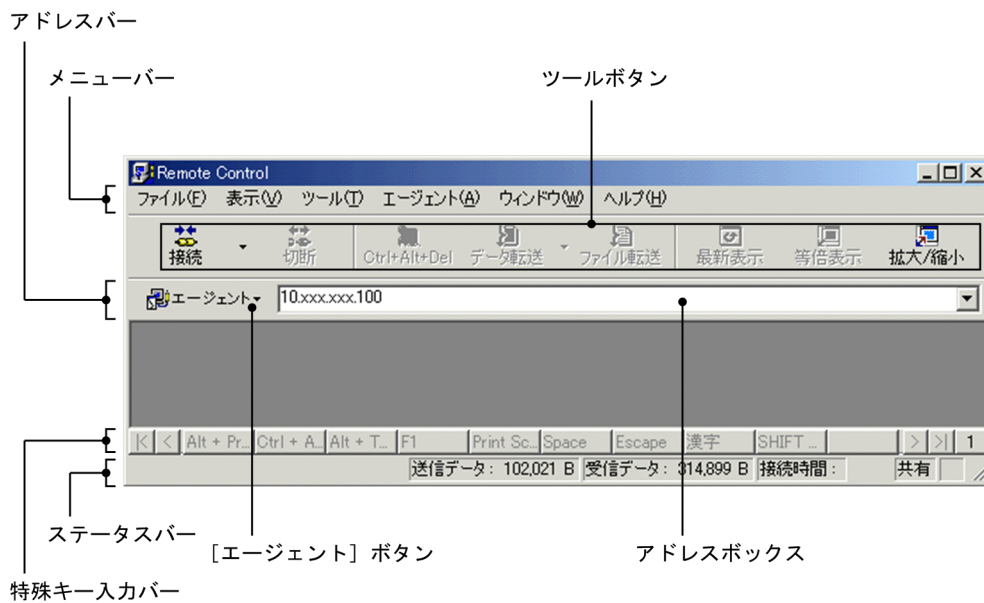 アドレスバー
メニューバー
ツールボタン
Remote Control
ファイル(F) 表示(V) ツール(T) エージェント(A) ウィンドウ(W) ヘルプ(H)
接続 切断 Ctrl+Alt+Del データ転送 ファイル転送 最新表示 等倍表示 拡大/縮小
エージェント 10.xxx.xxx.100
Alt + Pr... Ctrl + A... Alt + T... F1 Print Sc... Space Escape 漢字 SHIFT ... 1
送信データ: 102,021 B 受信データ: 314,899 B 接続時間: 共有
ステータスバー
［エージェント］ボタン
アドレスボックス
特殊キー入力バー